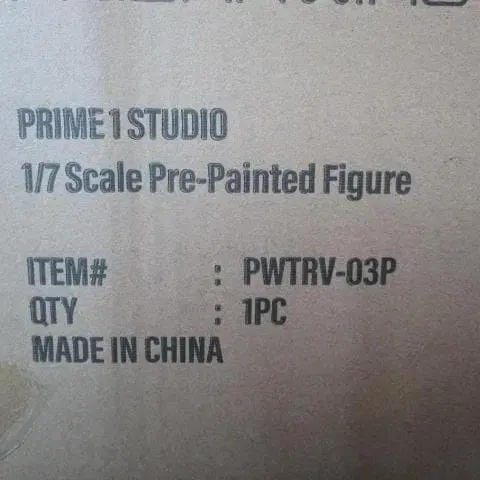 PRIME 1 STUDIO
1/7 Scale Pre-Painted Figure
ITEM# : PWTRV-03P
QTY : 1PC
MADE IN CHINA